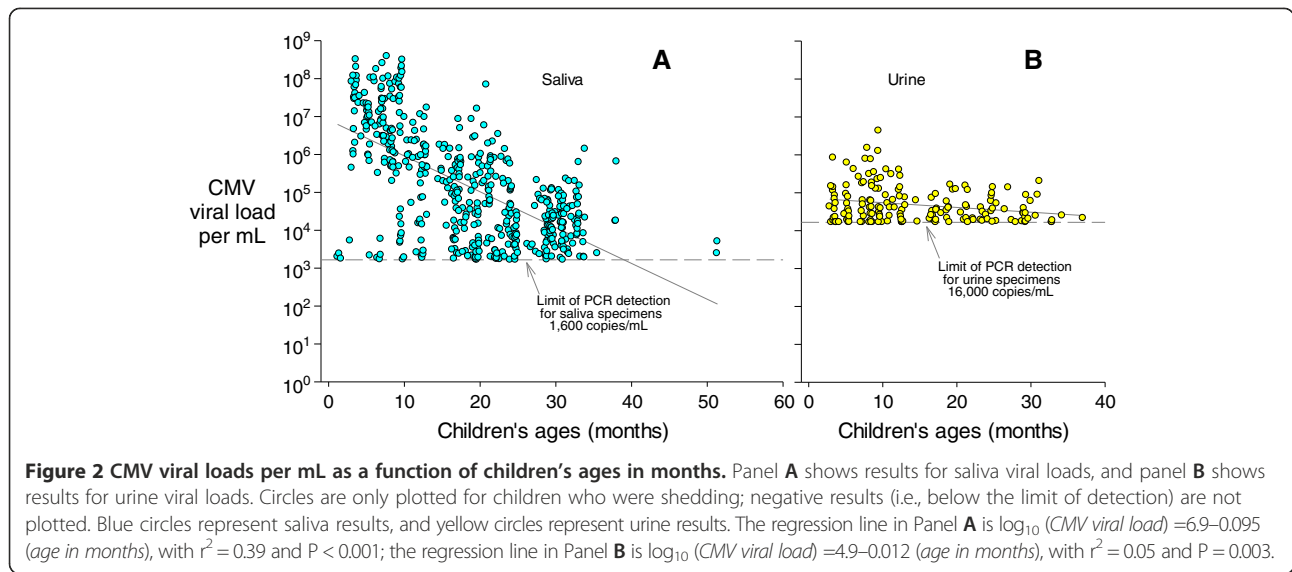 A
Saliva
CMV
viral load
per mL
10⁹
10⁸
10⁷
10⁶
10⁵
10⁴
10³
10²
10¹
10⁰
Limit of PCR detection
for saliva specimens
1,600 copies/mL
0 10 20 30 40 50 60
Children's ages (months)
B
Urine
Limit of PCR detection
for urine specimens
16,000 copies/mL
0 10 20 30 40
Children's ages (months)
Figure 2 CMV viral loads per mL as a function of children's ages in months. Panel A shows results for saliva viral loads, and panel B shows
results for urine viral loads. Circles are only plotted for children who were shedding; negative results (i.e., below the limit of detection) are not
plotted. Blue circles represent saliva results, and yellow circles represent urine results. The regression line in Panel A is log₁₀ (CMV viral load) =6.9–0.095
(age in months), with r² = 0.39 and P < 0.001; the regression line in Panel B is log₁₀ (CMV viral load) =4.9–0.012 (age in months), with r² = 0.05 and P = 0.003.